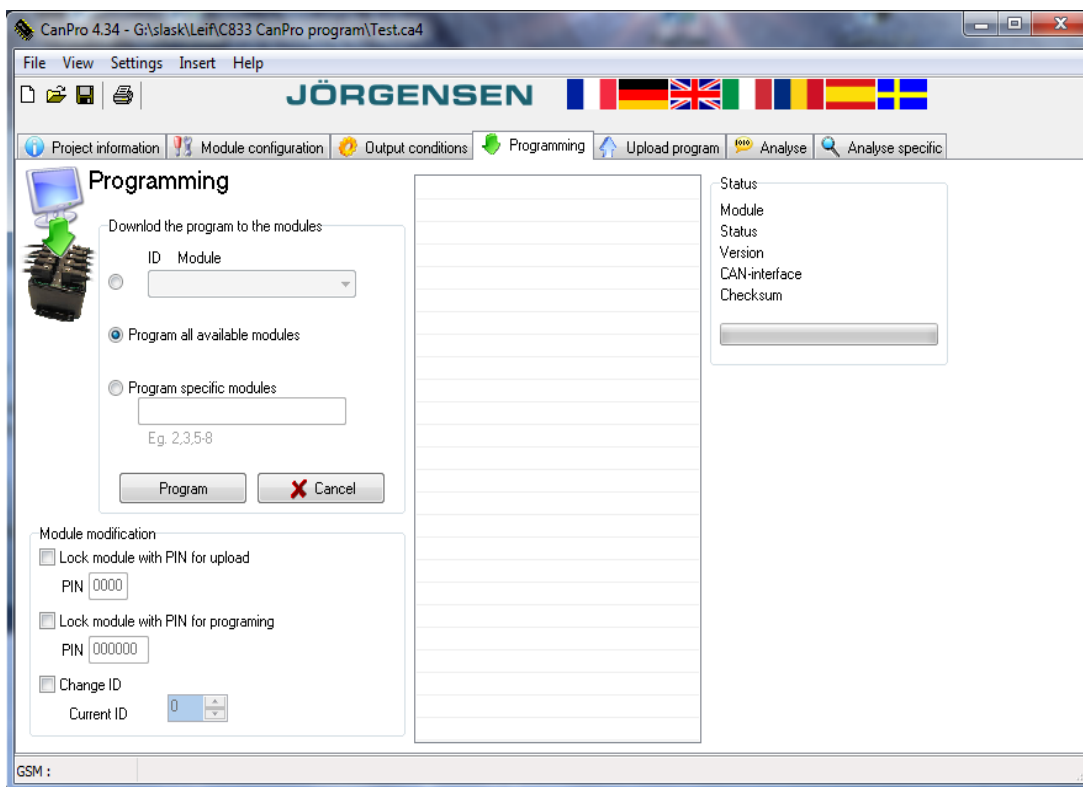 CanPro 4.34 - G:\slask\Leif\C833 CanPro program\Test.ca4
File View Settings Insert Help
JÖRGENSEN
Project information Module configuration Output conditions Programming Upload program Analyse Analyse specific
Programming
Downlod the program to the modules
ID Module
Program all available modules
Program specific modules
Eg. 2,3,5-8
Program Cancel
Module modification
Lock module with PIN for upload
PIN 0000
Lock module with PIN for programing
PIN 000000
Change ID
Current ID 0
Status
Module
Status
Version
CAN-interface
Checksum
GSM :